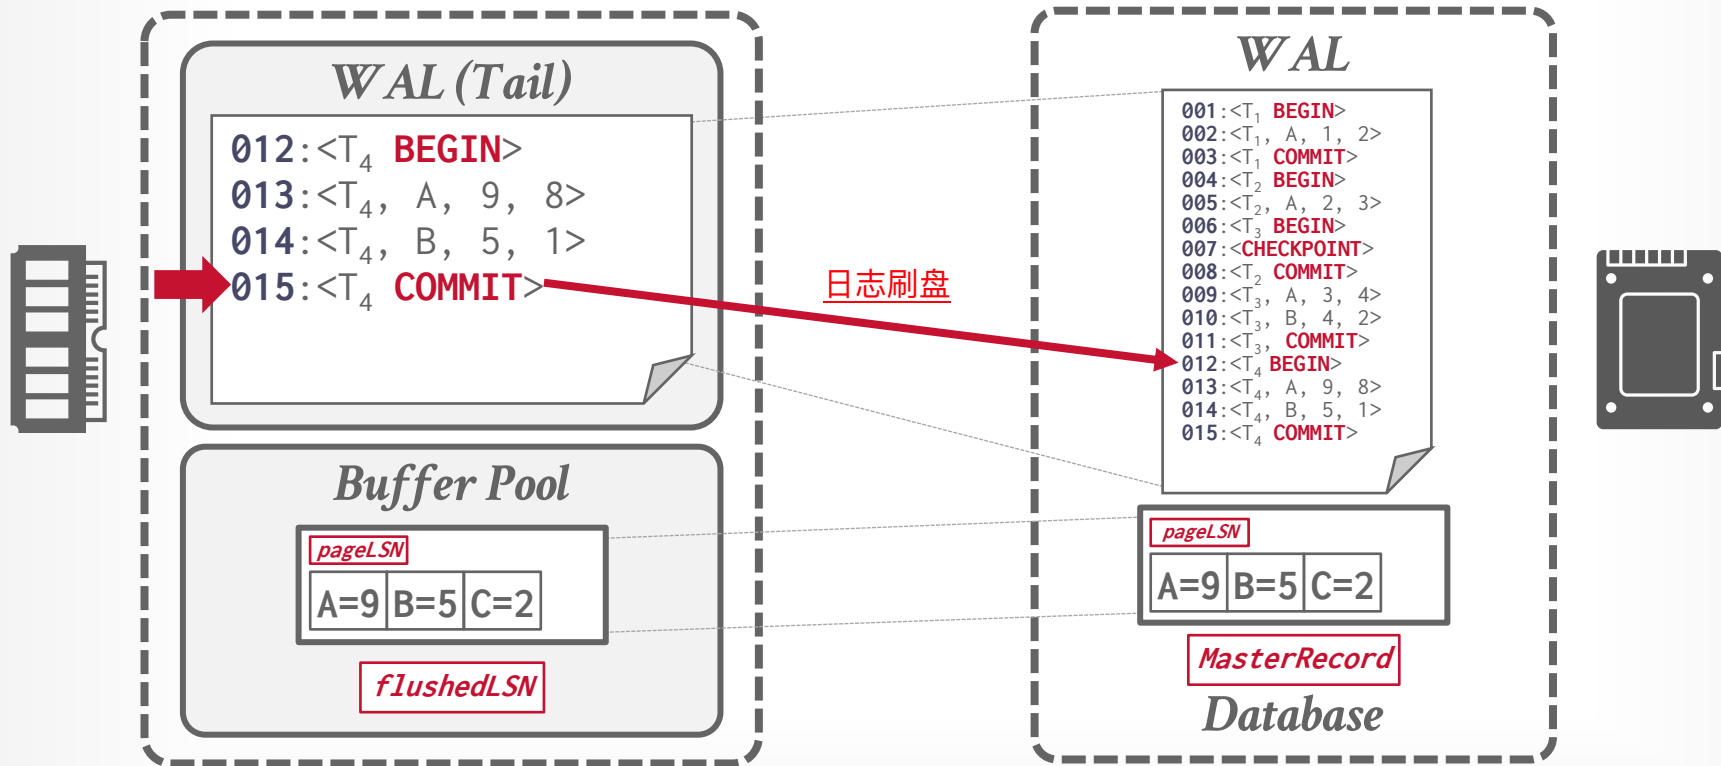 WAL (Tail)
012:<T4 BEGIN>
013:<T4, A, 9, 8>
014:<T4, B, 5, 1>
015:<T4 COMMIT>
Buffer Pool
pageLSN
A=9 B=5 C=2
flushedLSN
日志刷盘
WAL
001:<T1 BEGIN>
002:<T1, A, 1, 2>
003:<T1 COMMIT>
004:<T2 BEGIN>
005:<T2, A, 2, 3>
006:<T3 BEGIN>
007:<CHECKPOINT>
008:<T2 COMMIT>
009:<T3, A, 3, 4>
010:<T3, B, 4, 2>
011:<T3, COMMIT>
012:<T4 BEGIN>
013:<T4, A, 9, 8>
014:<T4, B, 5, 1>
015:<T4 COMMIT>
pageLSN
A=9 B=5 C=2
MasterRecord
Database